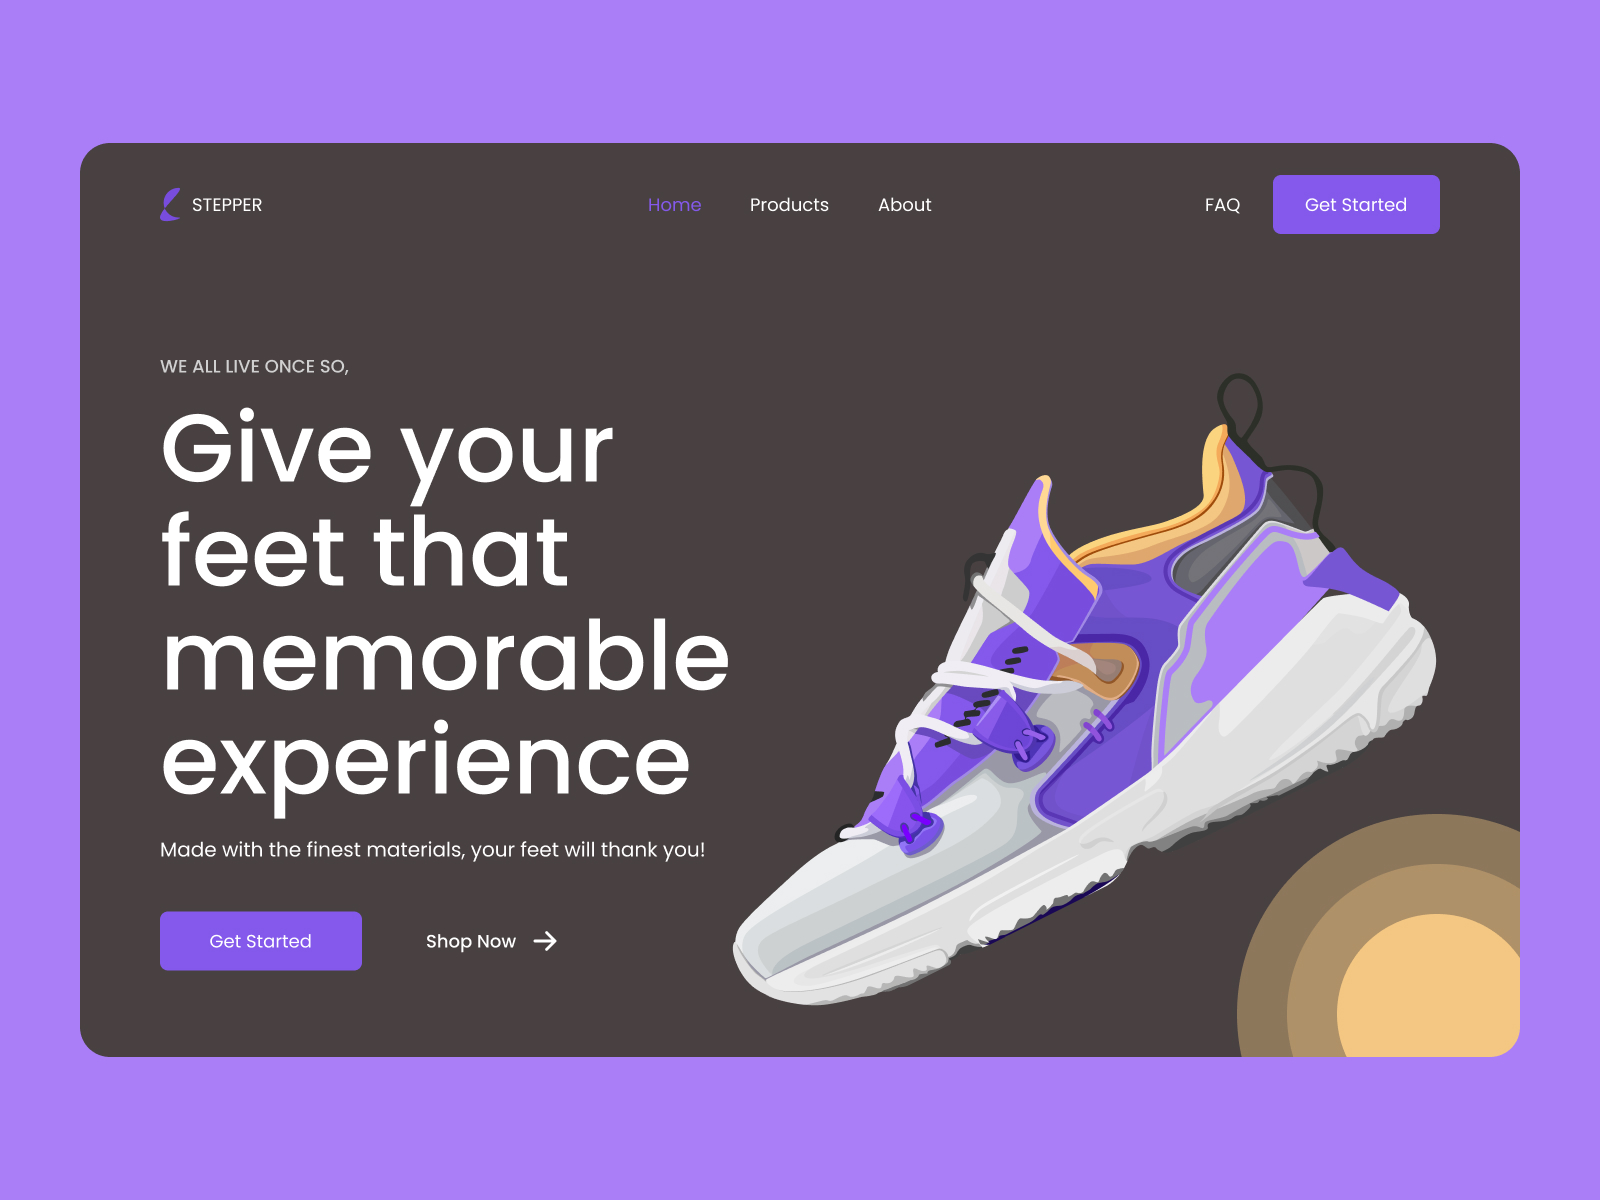 STEPPER
Home
Products
About
FAQ
Get Started
WE ALL LIVE ONCE SO,
Give your
feet that
memorable
experience
Made with the finest materials, your feet will thank you!
Get Started
Shop Now